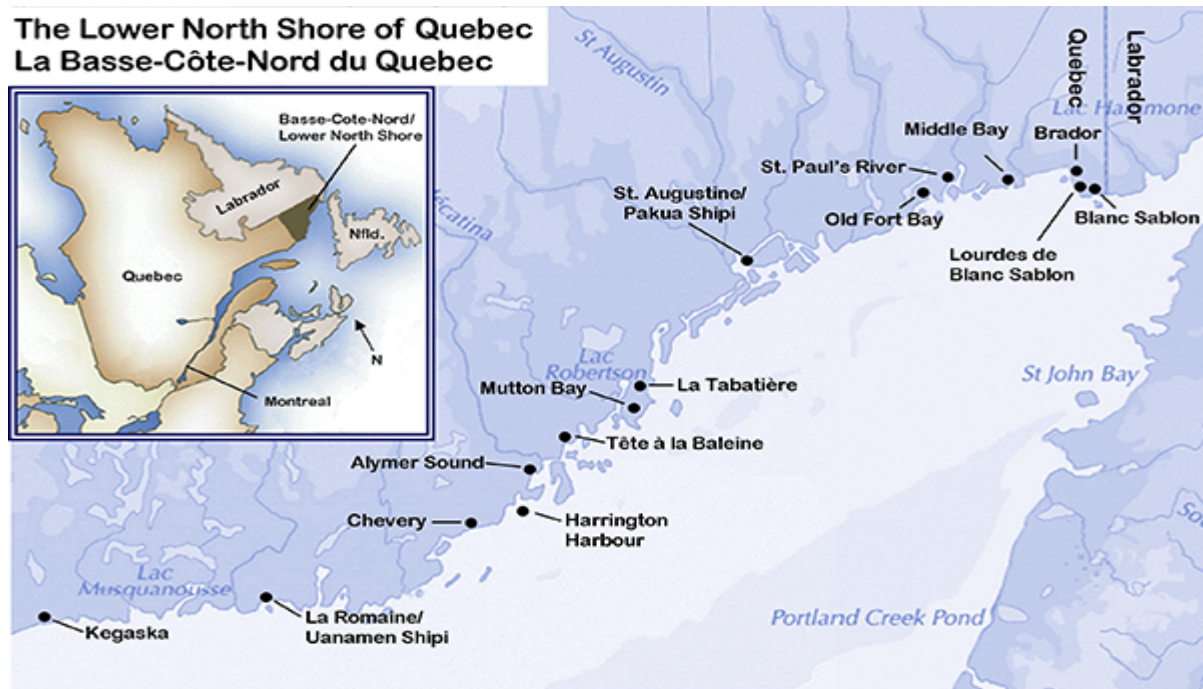 The Lower North Shore of Quebec
La Basse-Côte-Nord du Quebec
Basse-Cote-Nord/
Lower North Shore
Labrador
Nfld.
Quebec
N
Montreal
St Augustin
Quebec
Labrador
Middle Bay
Brador
St. Paul's River
St. Augustine/
Pakua Shipi
Old Fort Bay
Blanc Sablon
Lourdes de
Blanc Sablon
Lac
Robertson
La Tabatière
Mutton Bay
St John Bay
Tête à la Baleine
Alymer Sound
Chevery
Harrington
Harbour
Lac
Musquanousse
La Romaine/
Uanamen Shipi
Kegaska
Portland Creek Pond